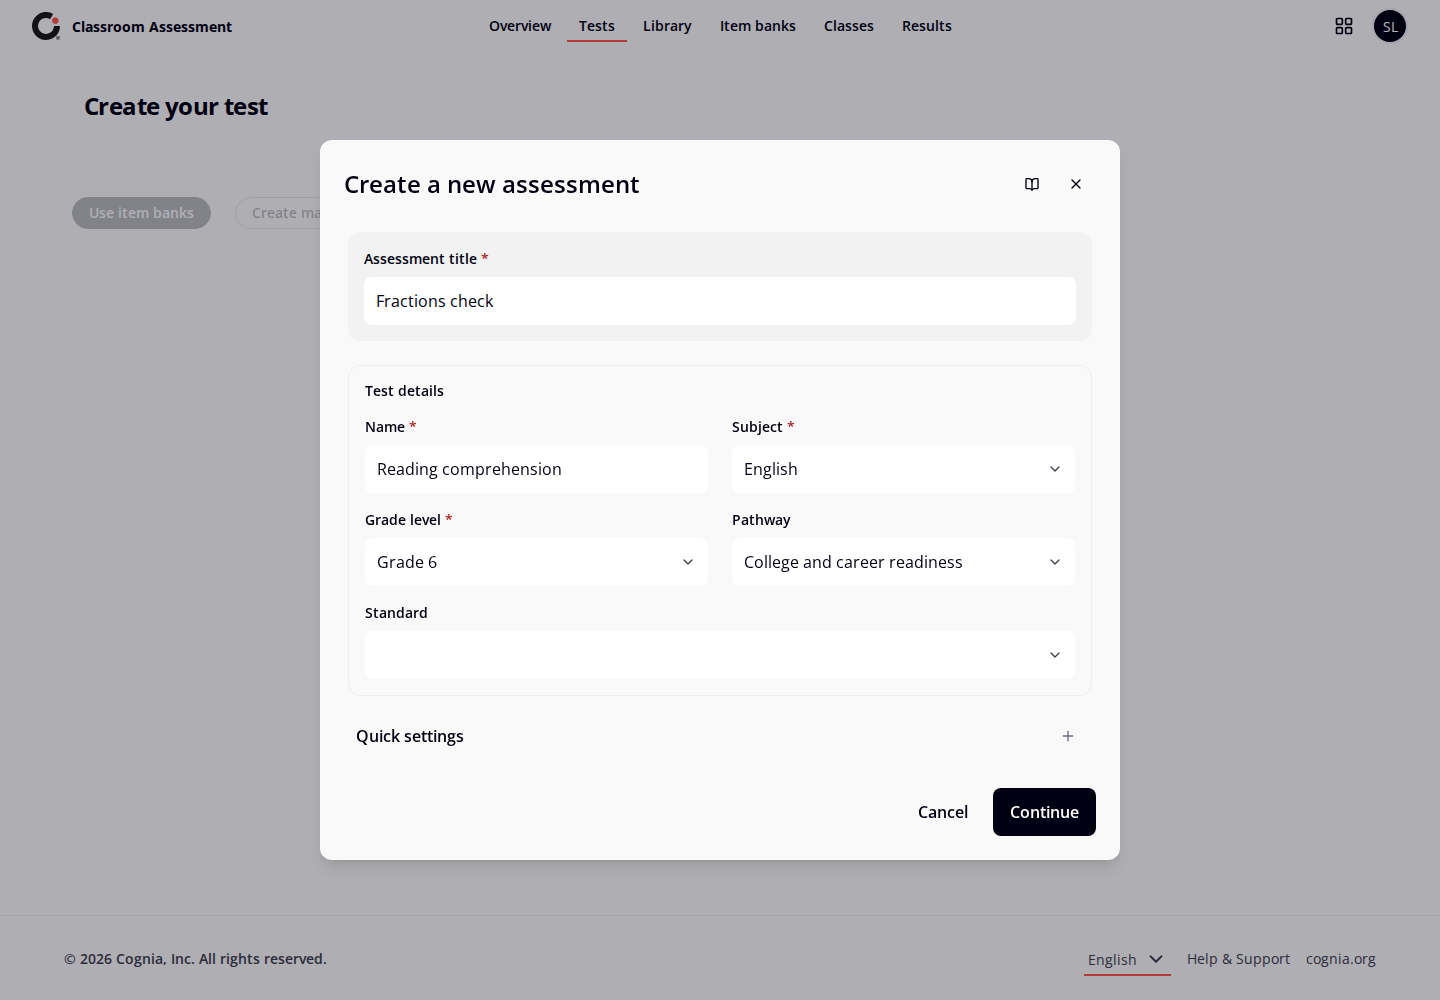 Classroom Assessment
Overview
Tests
Library
Item banks
Classes
Results
SL
Create your test
Use item banks
Create ma
Create a new assessment
Assessment title *
Fractions check
Test details
Name *
Subject *
Reading comprehension
English
Grade level *
Pathway
Grade 6
College and career readiness
Standard
Quick settings
Cancel
Continue
© 2026 Cognia, Inc. All rights reserved.
English
Help & Support
cognia.org